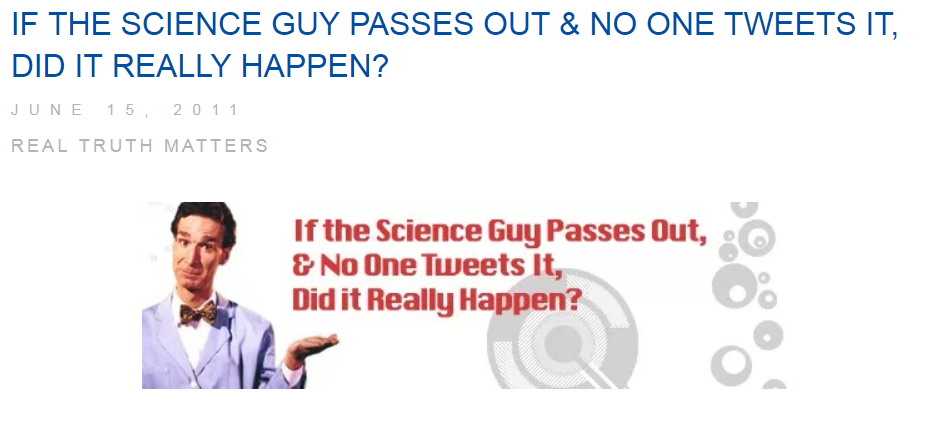 IF THE SCIENCE GUY PASSES OUT & NO ONE TWEETS IT,
DID IT REALLY HAPPEN?
JUNE 15, 2011
REAL TRUTH MATTERS
If the Science Guy Passes Out,
& No One Tweets It,
Did it Really Happen?